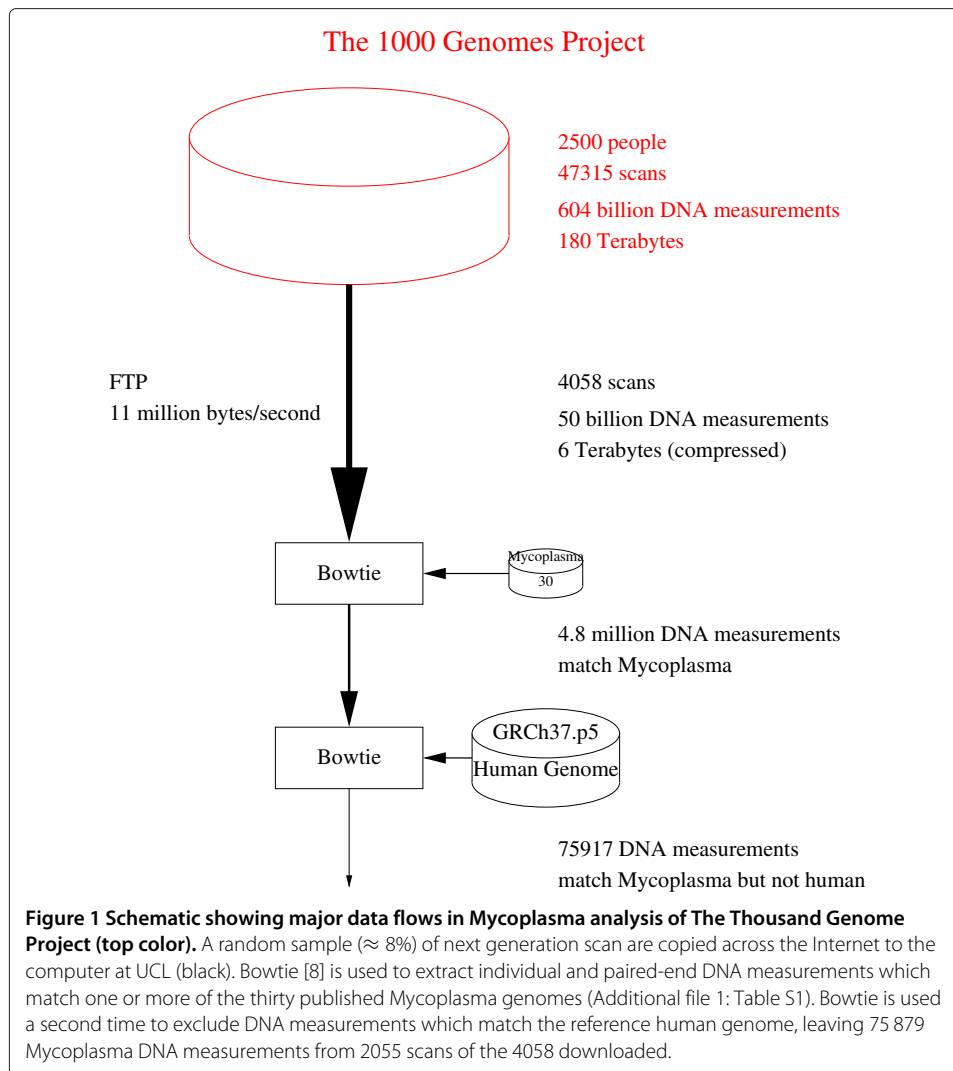 The 1000 Genomes Project
2500 people
47315 scans
604 billion DNA measurements
180 Terabytes
FTP
11 million bytes/second
4058 scans
50 billion DNA measurements
6 Terabytes (compressed)
Bowtie
Mycoplasma
30
4.8 million DNA measurements
match Mycoplasma
Bowtie
GRCh37.p5
Human Genome
75917 DNA measurements
match Mycoplasma but not human
Figure 1 Schematic showing major data flows in Mycoplasma analysis of The Thousand Genome
Project (top color). A random sample (≈ 8%) of next generation scan are copied across the Internet to the
computer at UCL (black). Bowtie [8] is used to extract individual and paired-end DNA measurements which
match one or more of the thirty published Mycoplasma genomes (Additional file 1: Table S1). Bowtie is used
a second time to exclude DNA measurements which match the reference human genome, leaving 75 879
Mycoplasma DNA measurements from 2055 scans of the 4058 downloaded.